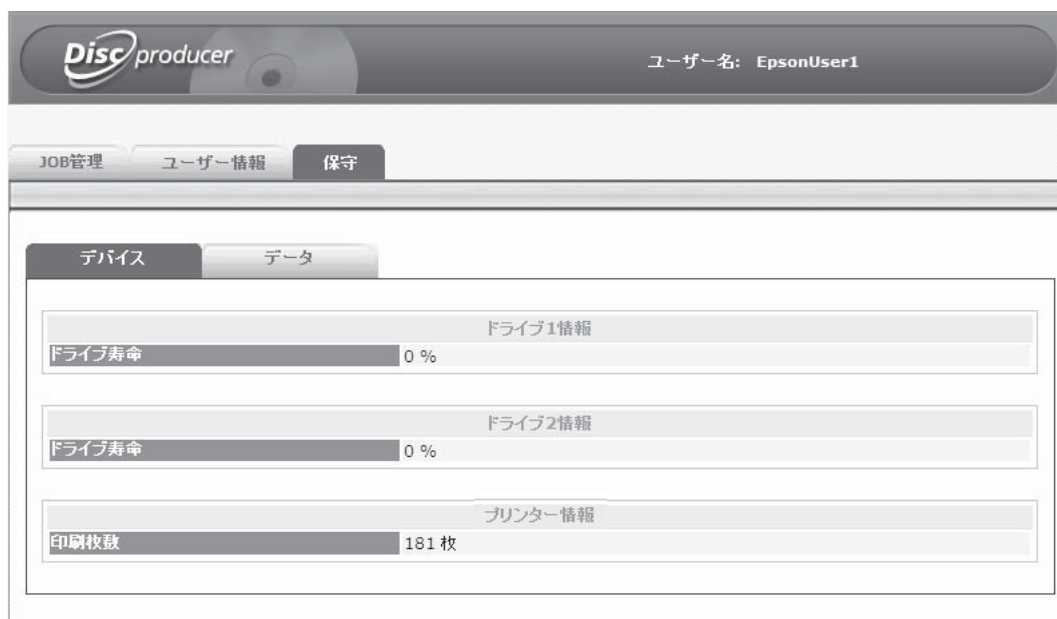 Disc producer
ユーザー名: EpsonUser1
JOB管理 ユーザー情報 保守
デバイス データ
ドライブ1情報
ドライブ寿命 0 %
ドライブ2情報
ドライブ寿命 0 %
プリンター情報
印刷枚数 181 枚